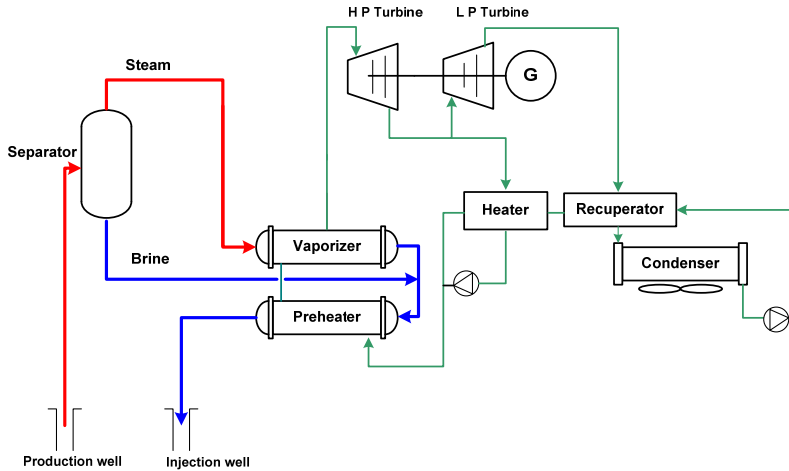 H P Turbine
L P Turbine
Steam
G
Separator
Heater
Recuperator
Vaporizer
Brine
Condenser
Preheater
Production well
Injection well